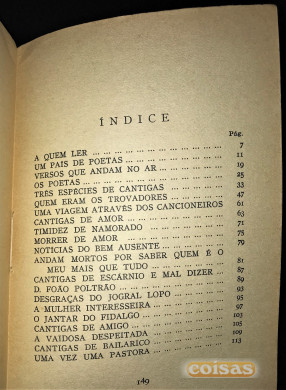 ÍNDICE
Pág.
A QUEM LER 7
UM PAÍS DE POETAS 11
VERSOS QUE ANDAM NO AR 19
OS POETAS 25
TRÊS ESPÉCIES DE CANTIGAS 33
QUEM ERAM OS TROVADORES 47
UMA VIAGEM ATRAVÉS DOS CANCIONEIROS 61
CANTIGAS DE AMOR 63
TIMIDEZ DE NAMORADO 71
MORRER DE AMOR 75
NOTÍCIAS DO BEM AUSENTE 79
ANDAM MORTOS POR SABER QUEM É O
MEU MAIS QUE TUDO 81
CANTIGAS DE ESCÁRNIO E MAL DIZER 87
D. FOÃO POLTRÃO 89
DESGRAÇAS DO JOGRAL LOPO 93
A MULHER INTERESSEIRA 95
O JANTAR DO FIDALGO 97
CANTIGAS DE AMIGO 103
A VAIDOSA DESPEITADA 105
CANTIGAS DE BAILARICO 109
UMA VEZ UMA PASTORA 113
149
coisas